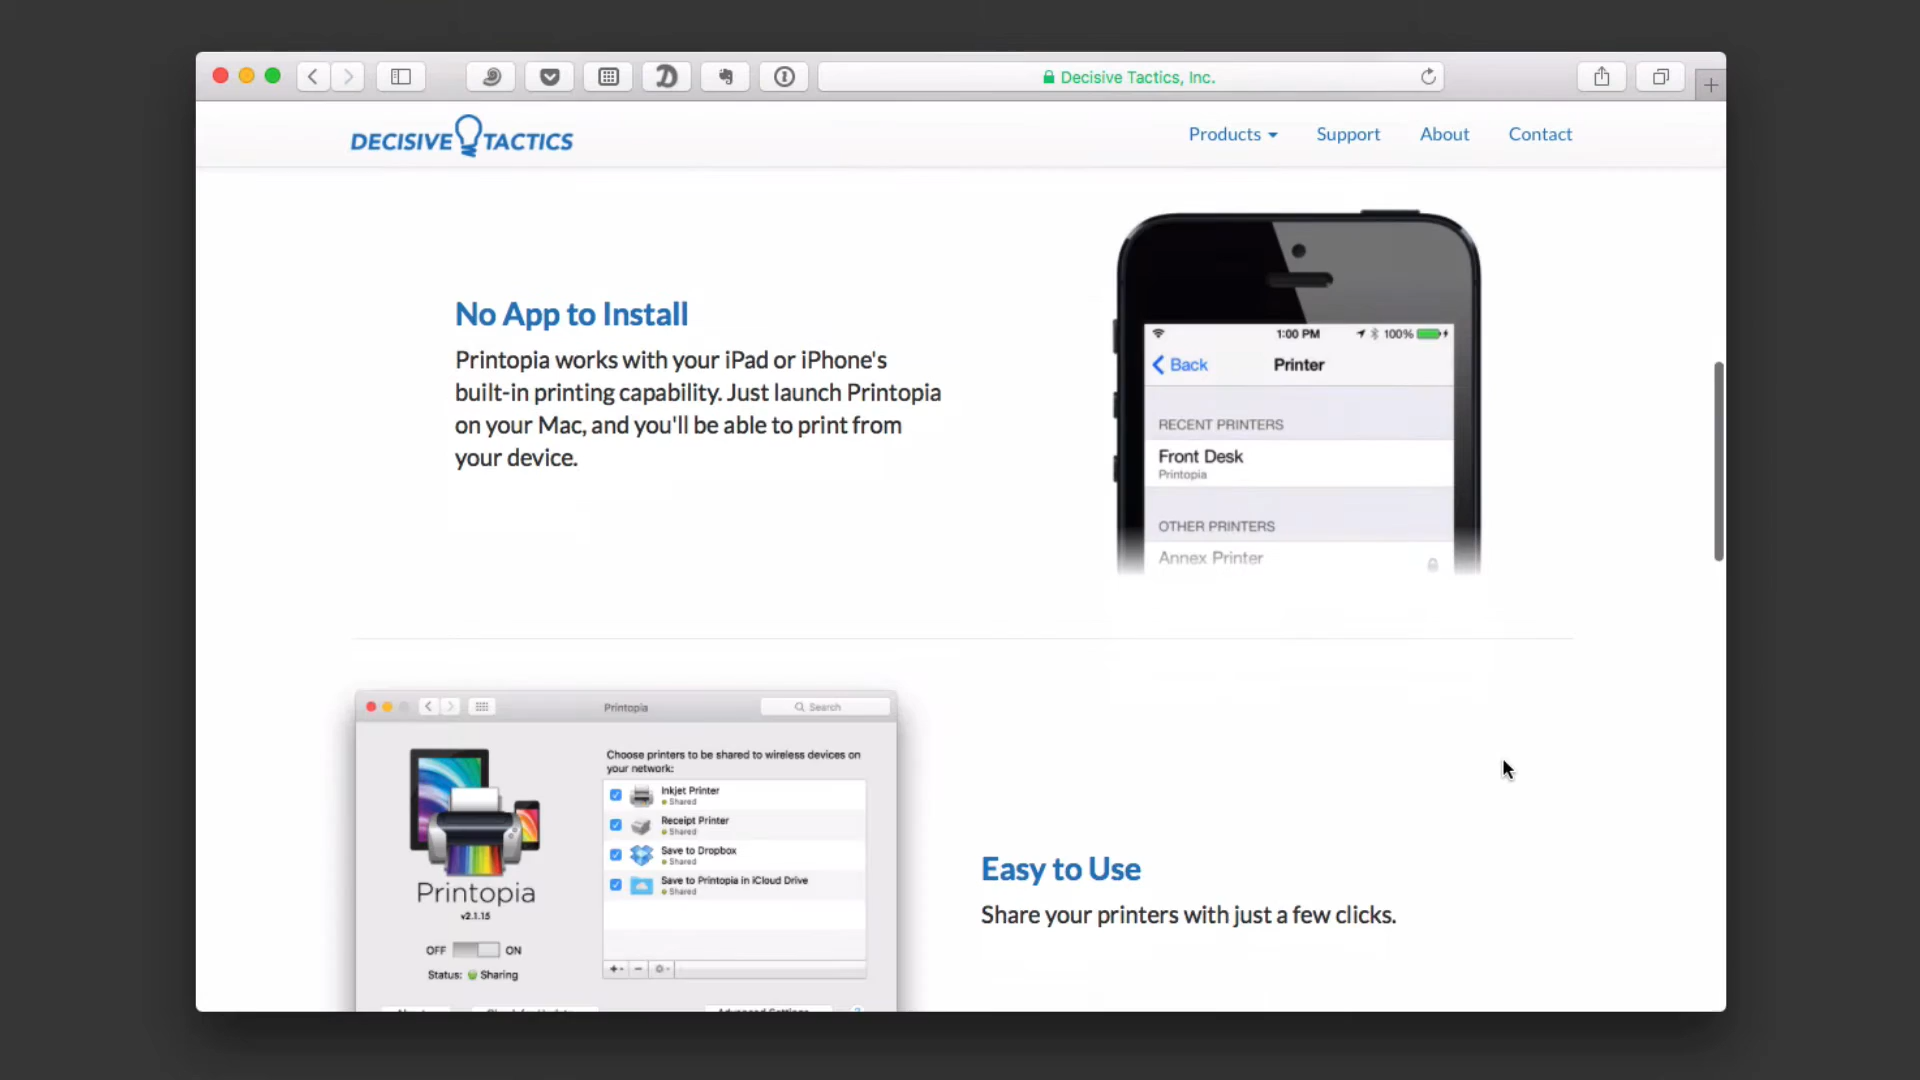 Decisive Tactics, Inc.
DECISIVE TACTICS
Products
Support
About
Contact
No App to Install
Printopia works with your iPad or iPhone's
built-in printing capability. Just launch Printopia
on your Mac, and you'll be able to print from
your device.
1:00 PM
100%
Back
Printer
RECENT PRINTERS
Front Desk
Printopia
OTHER PRINTERS
Annex Printer
Printopia
Search
Choose printers to be shared to wireless devices on
your network:
Inkjet Printer
Shared
Receipt Printer
Shared
Save to Dropbox
Shared
Save to Printopia in iCloud Drive
Shared
Printopia
v2.1.15
OFF
ON
Status: Sharing
Easy to Use
Share your printers with just a few clicks.